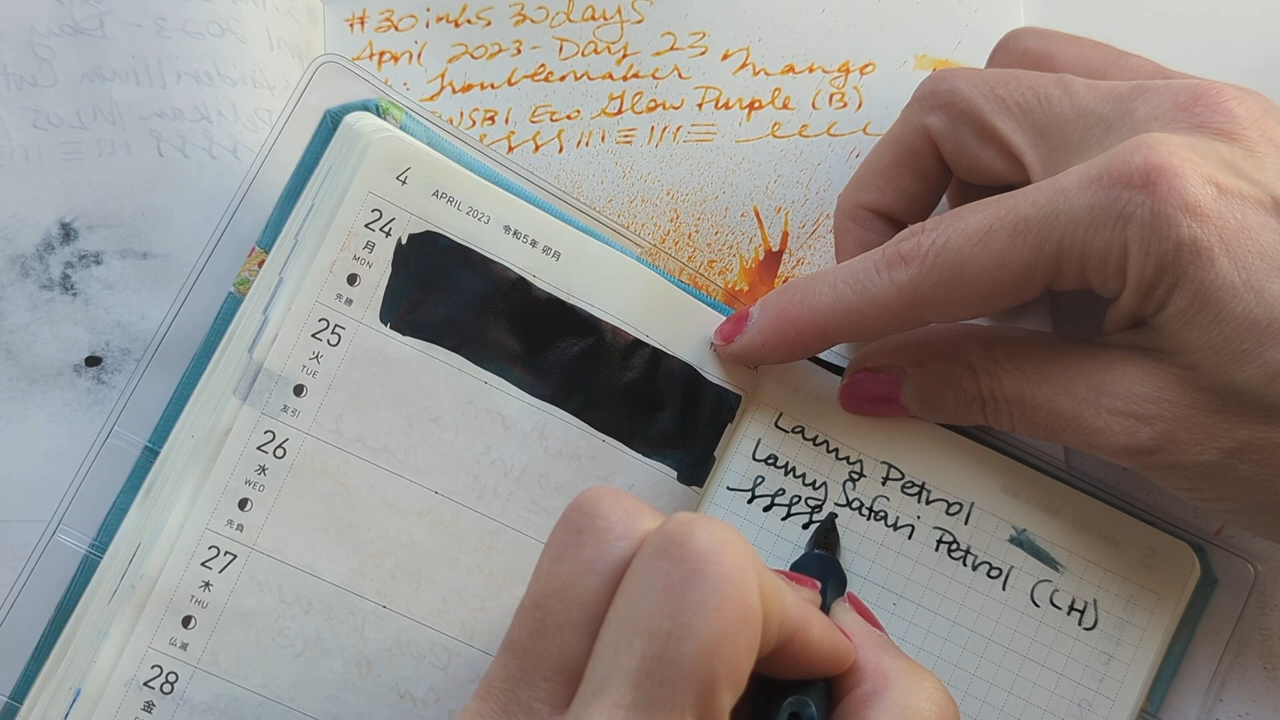 #30inks 30days
April 2023 - Day 23
Troublemaker Mango
Eco Glow Purple (B)
4 APRIL 2023 令和5年 卯月
24
月
MON
先勝
25
火
TUE
友引
26
水
WED
先負
27
木
THU
仏滅
28
金
Lamy Petrol
Lamy Safari Petrol (CH)